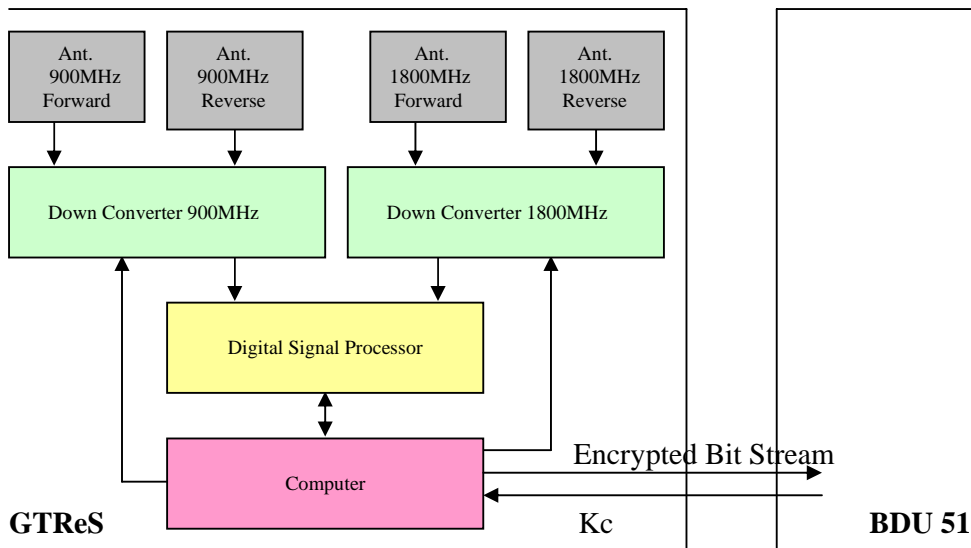 Ant.
900MHz
Forward
Ant.
900MHz
Reverse
Ant.
1800MHz
Forward
Ant.
1800MHz
Reverse
Down Converter 900MHz
Down Converter 1800MHz
Digital Signal Processor
Encrypted Bit Stream
Computer
GTReS
Kc
BDU 51